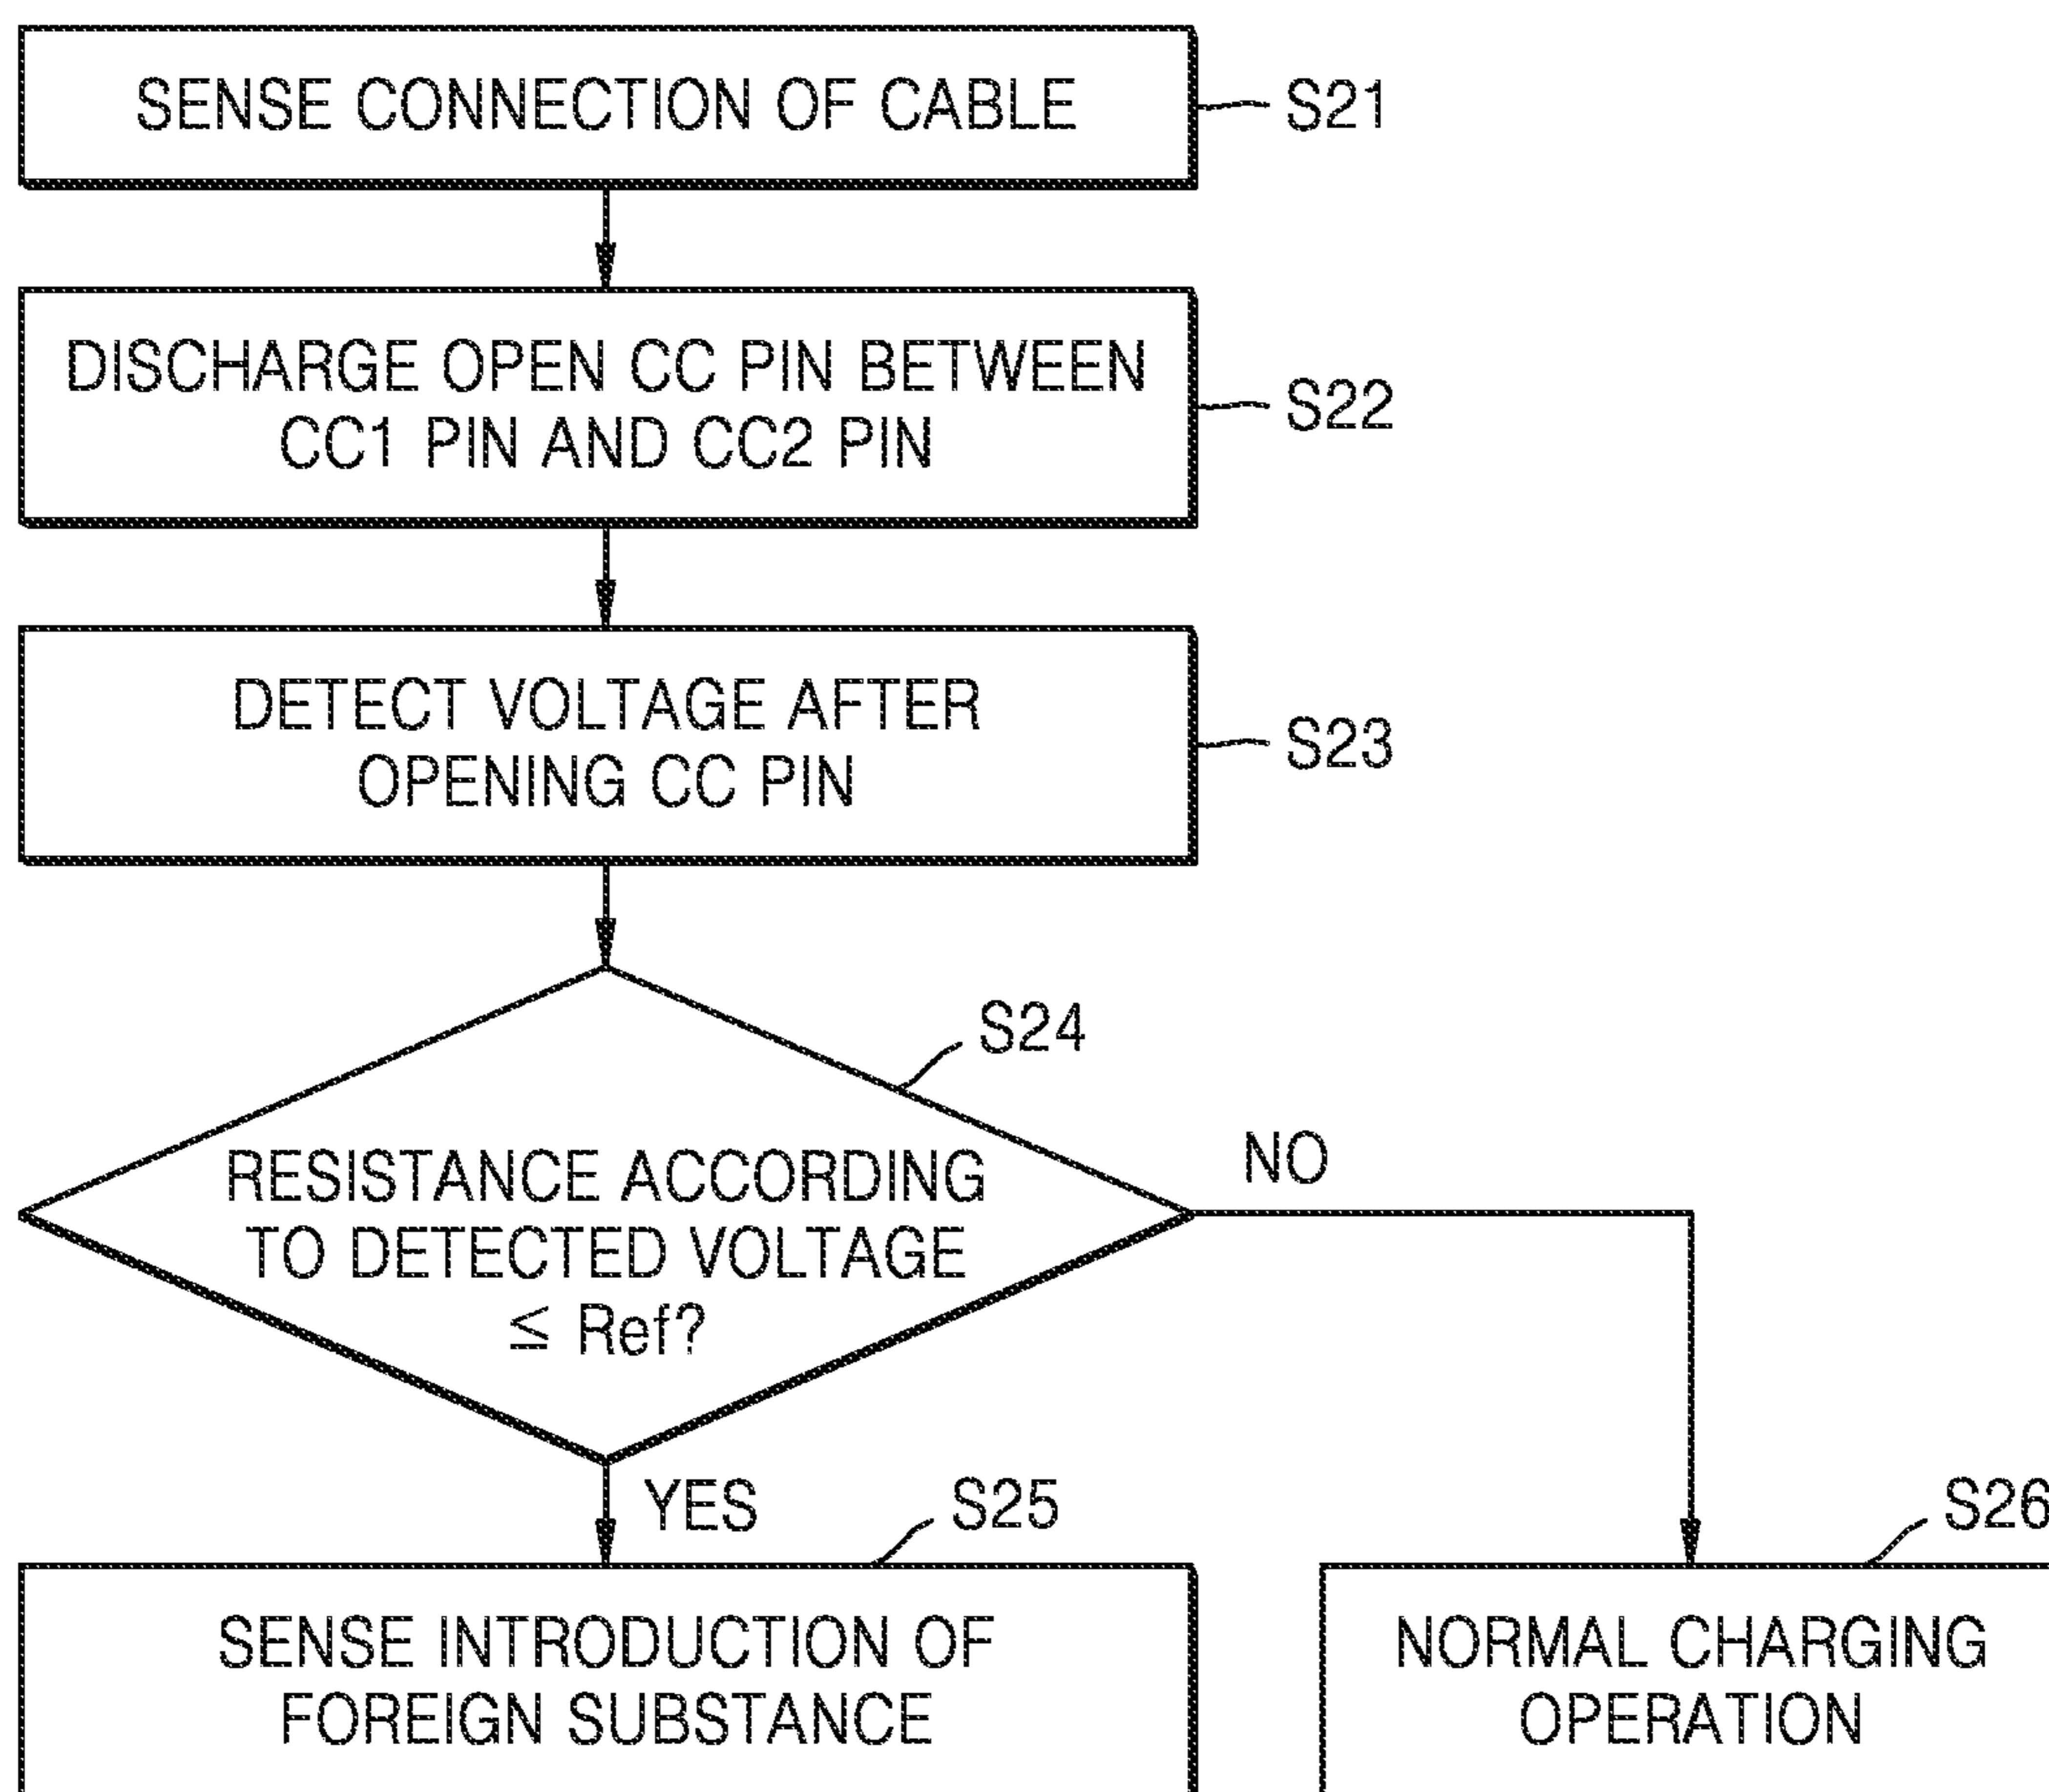 SENSE CONNECTION OF CABLE
S21
DISCHARGE OPEN CC PIN BETWEEN
CC1 PIN AND CC2 PIN
S22
DETECT VOLTAGE AFTER
OPENING CC PIN
S23
S24
RESISTANCE ACCORDING
TO DETECTED VOLTAGE
≤ Ref?
NO
YES
S25
S26
SENSE INTRODUCTION OF
FOREIGN SUBSTANCE
NORMAL CHARGING
OPERATION